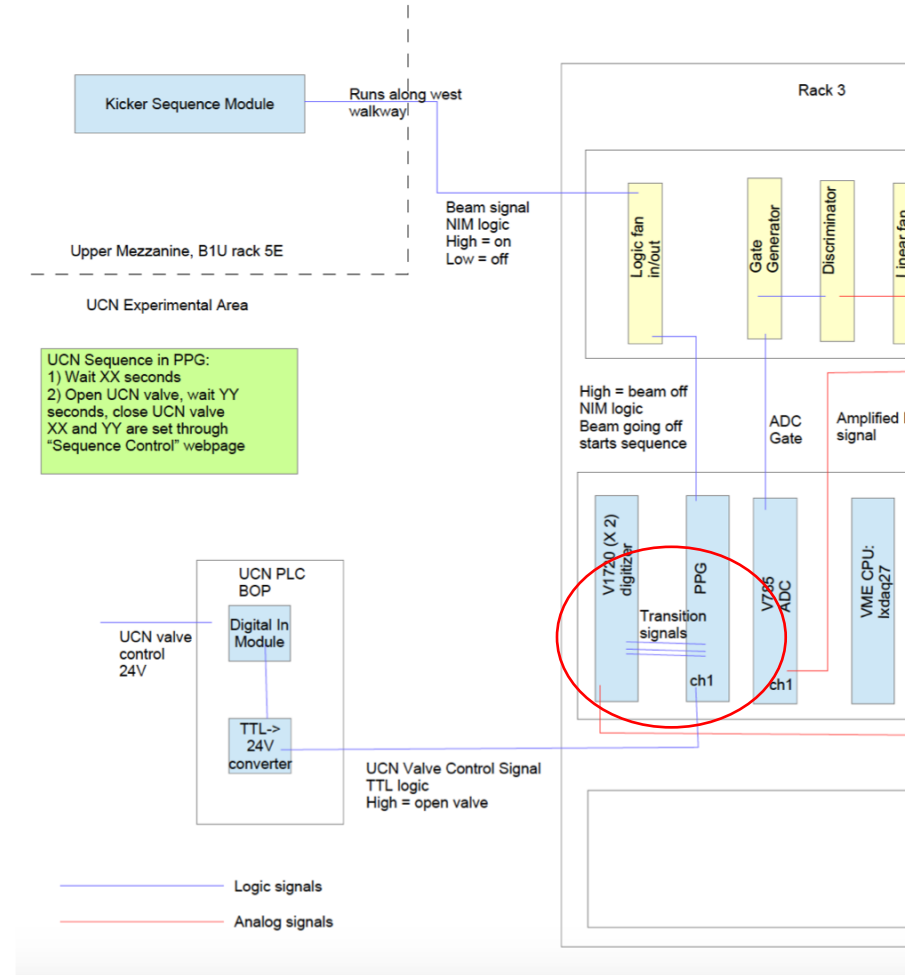 Rack 3
Kicker Sequence Module
Runs along west
walkway
Beam signal
NIM logic
High = on
Low = off
Logic fan
in/out
Gate
Generator
Discriminator
Linear fan
Upper Mezzanine, B1U rack 5E
UCN Experimental Area
UCN Sequence in PPG:
1) Wait XX seconds
2) Open UCN valve, wait YY
seconds, close UCN valve
XX and YY are set through
“Sequence Control” webpage
High = beam off
NIM logic
Beam going off
starts sequence
ADC
Gate
Amplified
signal
V1720 (X 2)
digitizer
PPG
V785
ADC
VME CPU:
lxdaq27
Transition
signals
ch1
ch1
UCN PLC
BOP
Digital In
Module
UCN valve
control
24V
TTL->
24V
converter
UCN Valve Control Signal
TTL logic
High = open valve
Logic signals
Analog signals